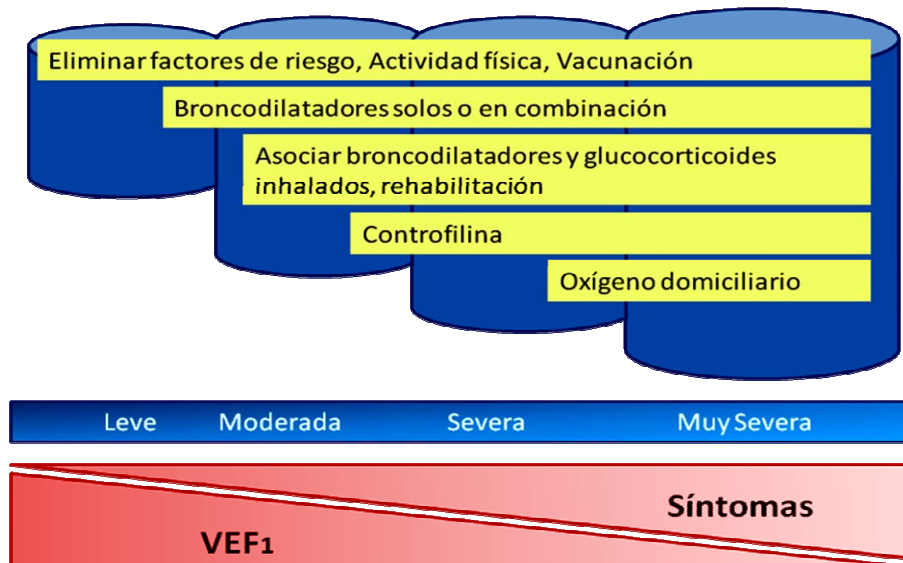 Eliminar factores de riesgo, Actividad física, Vacunación
Broncodilatadores solos o en combinación
Asociar broncodilatadores y glucocorticoides
inhalados, rehabilitación
Controfilina
Oxígeno domiciliario
Leve Moderada Severa Muy Severa
Síntomas
VEF1